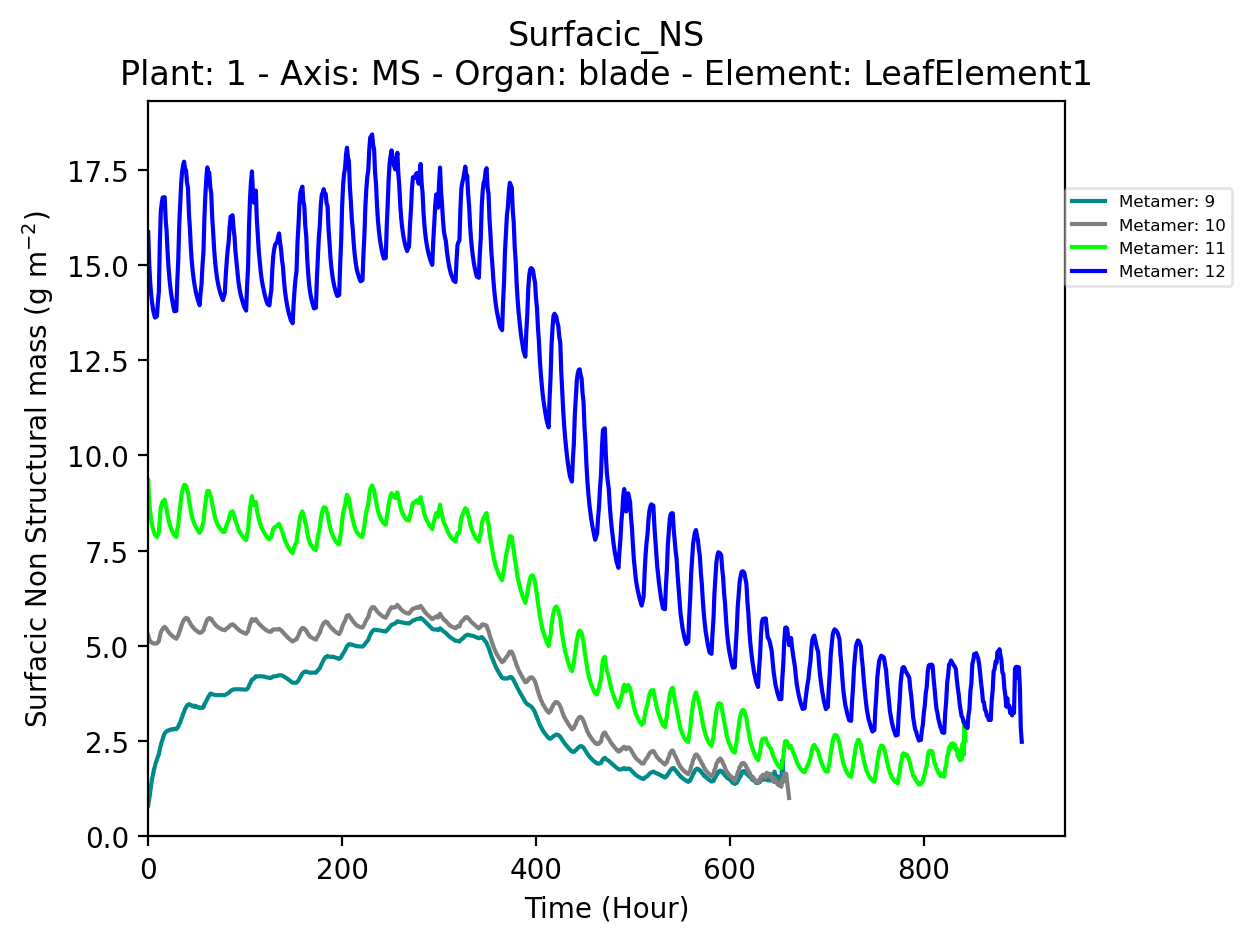 Surfacic_NS
Plant: 1 - Axis: MS - Organ: blade - Element: LeafElement1
Surfacic Non Structural mass (g m⁻²)
17.5
15.0
12.5
10.0
7.5
5.0
2.5
0.0
0 200 400 600 800
Time (Hour)
Metamer: 9
Metamer: 10
Metamer: 11
Metamer: 12